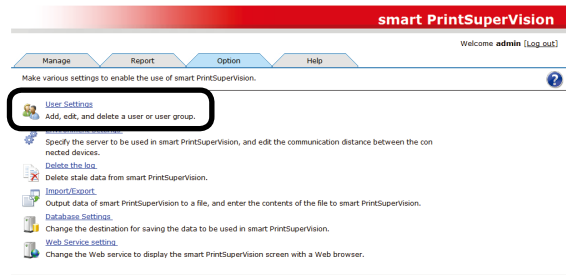 smart PrintSuperVision
Welcome admin [Log out]
Manage Report Option Help
Make various settings to enable the use of smart PrintSuperVision.
?
User Settings
Add, edit, and delete a user or user group.
Specify the server to be used in smart PrintSuperVision, and edit the communication distance between the con
nected devices.
Delete the log
Delete stale data from smart PrintSuperVision.
Import/Export
Output data of smart PrintSuperVision to a file, and enter the contents of the file to smart PrintSuperVision.
Database Settings
Change the destination for saving the data to be used in smart PrintSuperVision.
Web Service setting
Change the Web service to display the smart PrintSuperVision screen with a Web browser.